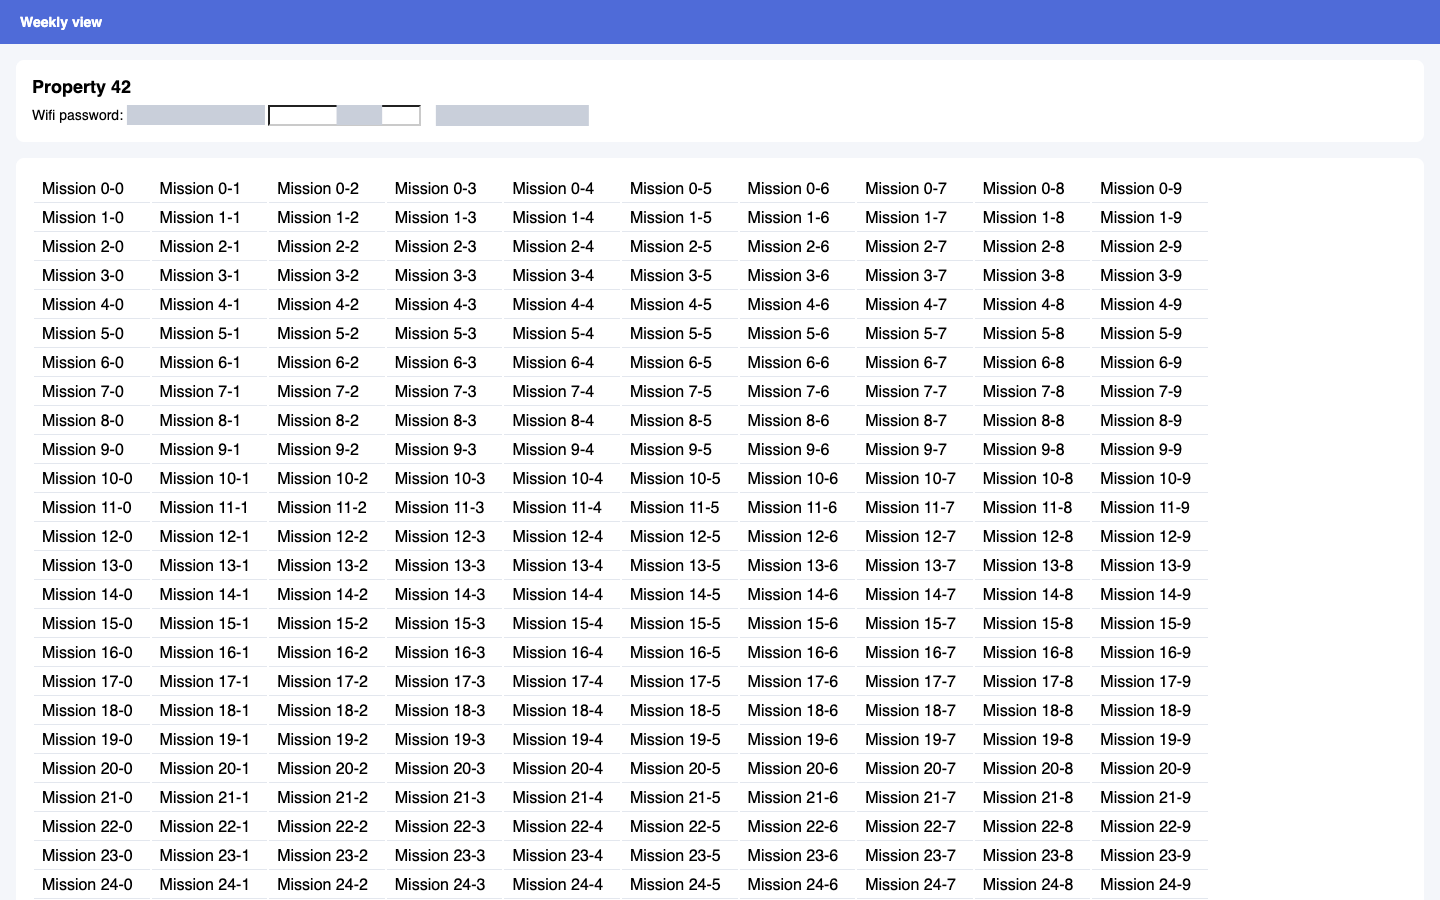 Weekly view
Property 42
Wifi password:
Mission 0-0 Mission 0-1 Mission 0-2 Mission 0-3 Mission 0-4 Mission 0-5 Mission 0-6 Mission 0-7 Mission 0-8 Mission 0-9
Mission 1-0 Mission 1-1 Mission 1-2 Mission 1-3 Mission 1-4 Mission 1-5 Mission 1-6 Mission 1-7 Mission 1-8 Mission 1-9
Mission 2-0 Mission 2-1 Mission 2-2 Mission 2-3 Mission 2-4 Mission 2-5 Mission 2-6 Mission 2-7 Mission 2-8 Mission 2-9
Mission 3-0 Mission 3-1 Mission 3-2 Mission 3-3 Mission 3-4 Mission 3-5 Mission 3-6 Mission 3-7 Mission 3-8 Mission 3-9
Mission 4-0 Mission 4-1 Mission 4-2 Mission 4-3 Mission 4-4 Mission 4-5 Mission 4-6 Mission 4-7 Mission 4-8 Mission 4-9
Mission 5-0 Mission 5-1 Mission 5-2 Mission 5-3 Mission 5-4 Mission 5-5 Mission 5-6 Mission 5-7 Mission 5-8 Mission 5-9
Mission 6-0 Mission 6-1 Mission 6-2 Mission 6-3 Mission 6-4 Mission 6-5 Mission 6-6 Mission 6-7 Mission 6-8 Mission 6-9
Mission 7-0 Mission 7-1 Mission 7-2 Mission 7-3 Mission 7-4 Mission 7-5 Mission 7-6 Mission 7-7 Mission 7-8 Mission 7-9
Mission 8-0 Mission 8-1 Mission 8-2 Mission 8-3 Mission 8-4 Mission 8-5 Mission 8-6 Mission 8-7 Mission 8-8 Mission 8-9
Mission 9-0 Mission 9-1 Mission 9-2 Mission 9-3 Mission 9-4 Mission 9-5 Mission 9-6 Mission 9-7 Mission 9-8 Mission 9-9
Mission 10-0 Mission 10-1 Mission 10-2 Mission 10-3 Mission 10-4 Mission 10-5 Mission 10-6 Mission 10-7 Mission 10-8 Mission 10-9
Mission 11-0 Mission 11-1 Mission 11-2 Mission 11-3 Mission 11-4 Mission 11-5 Mission 11-6 Mission 11-7 Mission 11-8 Mission 11-9
Mission 12-0 Mission 12-1 Mission 12-2 Mission 12-3 Mission 12-4 Mission 12-5 Mission 12-6 Mission 12-7 Mission 12-8 Mission 12-9
Mission 13-0 Mission 13-1 Mission 13-2 Mission 13-3 Mission 13-4 Mission 13-5 Mission 13-6 Mission 13-7 Mission 13-8 Mission 13-9
Mission 14-0 Mission 14-1 Mission 14-2 Mission 14-3 Mission 14-4 Mission 14-5 Mission 14-6 Mission 14-7 Mission 14-8 Mission 14-9
Mission 15-0 Mission 15-1 Mission 15-2 Mission 15-3 Mission 15-4 Mission 15-5 Mission 15-6 Mission 15-7 Mission 15-8 Mission 15-9
Mission 16-0 Mission 16-1 Mission 16-2 Mission 16-3 Mission 16-4 Mission 16-5 Mission 16-6 Mission 16-7 Mission 16-8 Mission 16-9
Mission 17-0 Mission 17-1 Mission 17-2 Mission 17-3 Mission 17-4 Mission 17-5 Mission 17-6 Mission 17-7 Mission 17-8 Mission 17-9
Mission 18-0 Mission 18-1 Mission 18-2 Mission 18-3 Mission 18-4 Mission 18-5 Mission 18-6 Mission 18-7 Mission 18-8 Mission 18-9
Mission 19-0 Mission 19-1 Mission 19-2 Mission 19-3 Mission 19-4 Mission 19-5 Mission 19-6 Mission 19-7 Mission 19-8 Mission 19-9
Mission 20-0 Mission 20-1 Mission 20-2 Mission 20-3 Mission 20-4 Mission 20-5 Mission 20-6 Mission 20-7 Mission 20-8 Mission 20-9
Mission 21-0 Mission 21-1 Mission 21-2 Mission 21-3 Mission 21-4 Mission 21-5 Mission 21-6 Mission 21-7 Mission 21-8 Mission 21-9
Mission 22-0 Mission 22-1 Mission 22-2 Mission 22-3 Mission 22-4 Mission 22-5 Mission 22-6 Mission 22-7 Mission 22-8 Mission 22-9
Mission 23-0 Mission 23-1 Mission 23-2 Mission 23-3 Mission 23-4 Mission 23-5 Mission 23-6 Mission 23-7 Mission 23-8 Mission 23-9
Mission 24-0 Mission 24-1 Mission 24-2 Mission 24-3 Mission 24-4 Mission 24-5 Mission 24-6 Mission 24-7 Mission 24-8 Mission 24-9